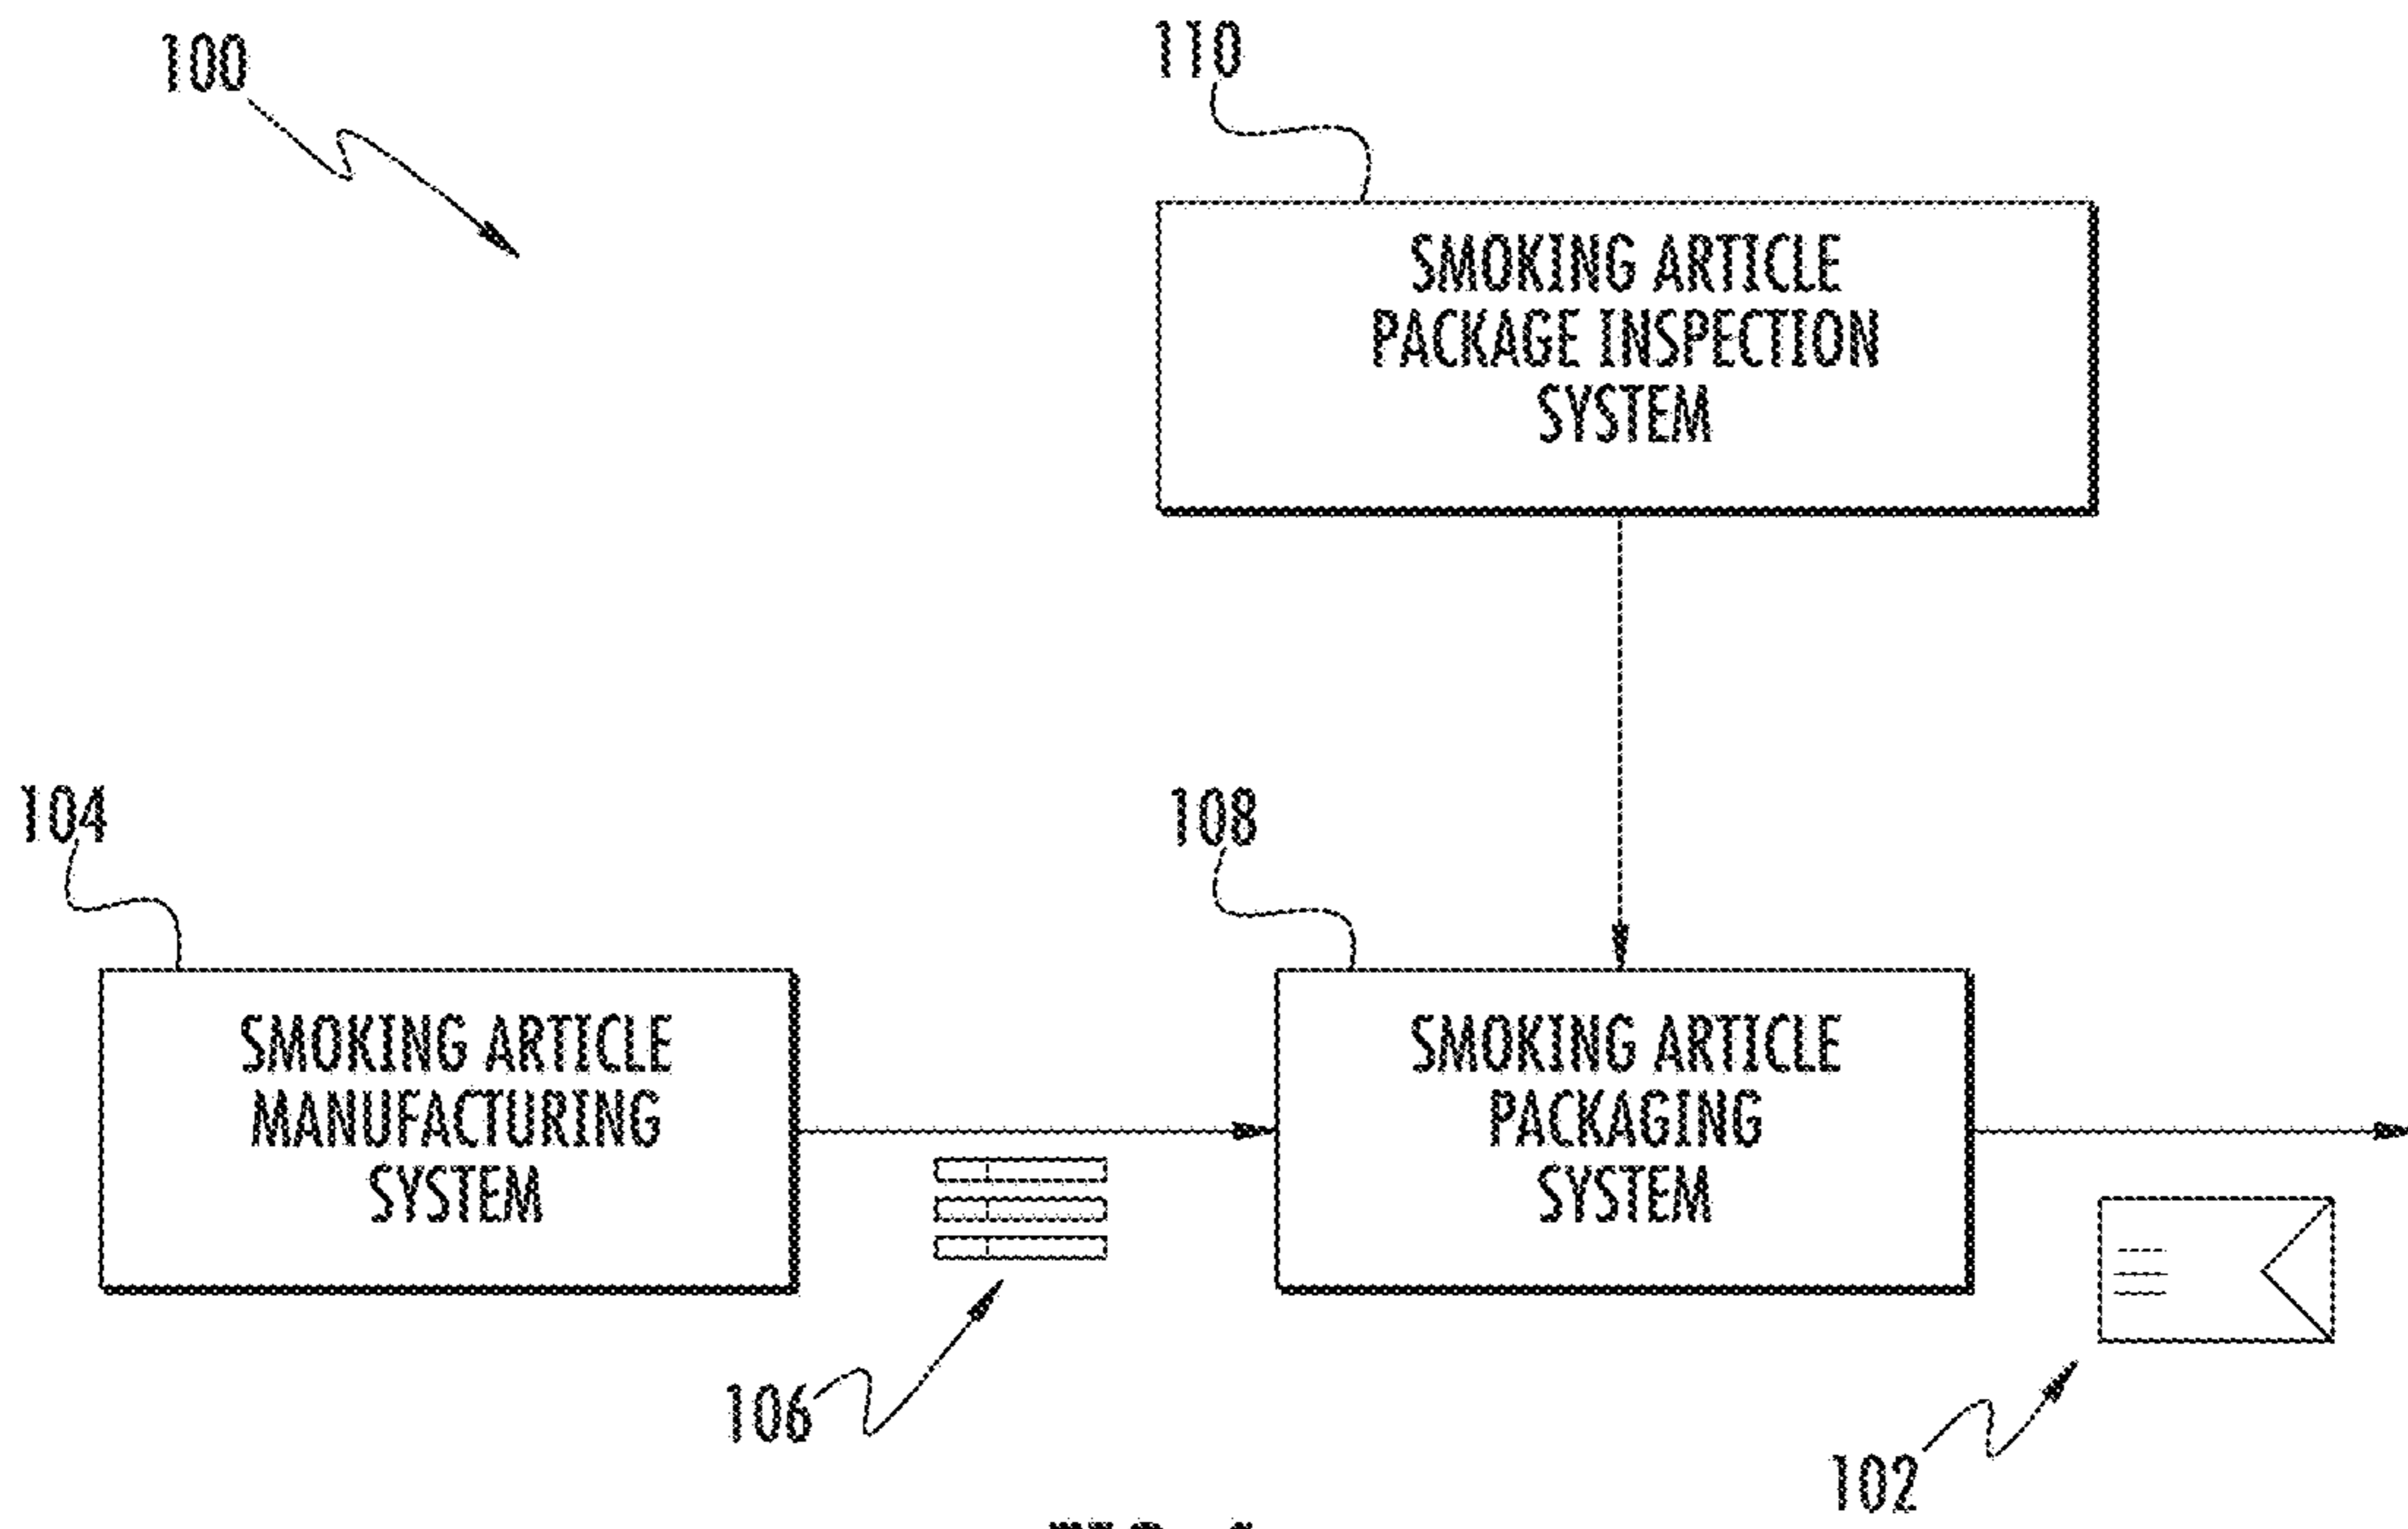 100
110
SMOKING ARTICLE
PACKAGE INSPECTION
SYSTEM
104
108
SMOKING ARTICLE
MANUFACTURING
SYSTEM
SMOKING ARTICLE
PACKAGING
SYSTEM
106
102